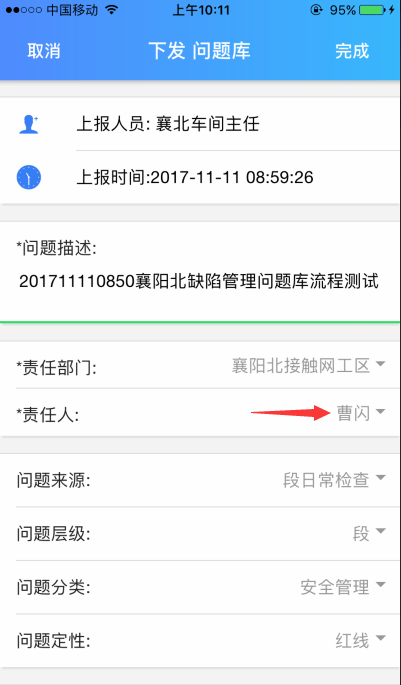 中国移动 上午10:11 95%
取消 下发 问题库 完成
上报人员: 襄北车间主任
上报时间:2017-11-11 08:59:26
*问题描述:
201711110850襄阳北缺陷管理问题库流程测试
*责任部门: 襄阳北接触网工区
*责任人: 曹闪
问题来源: 段日常检查
问题层级: 段
问题分类: 安全管理
问题定性: 红线